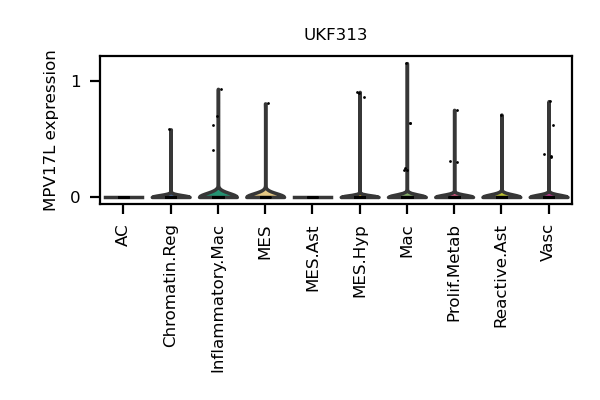 UKF313
MPV17L expression
1
0
AC
Chromatin.Reg
Inflammatory.Mac
MES
MES.Ast
MES.Hyp
Mac
Prolif.Metab
Reactive.Ast
Vasc